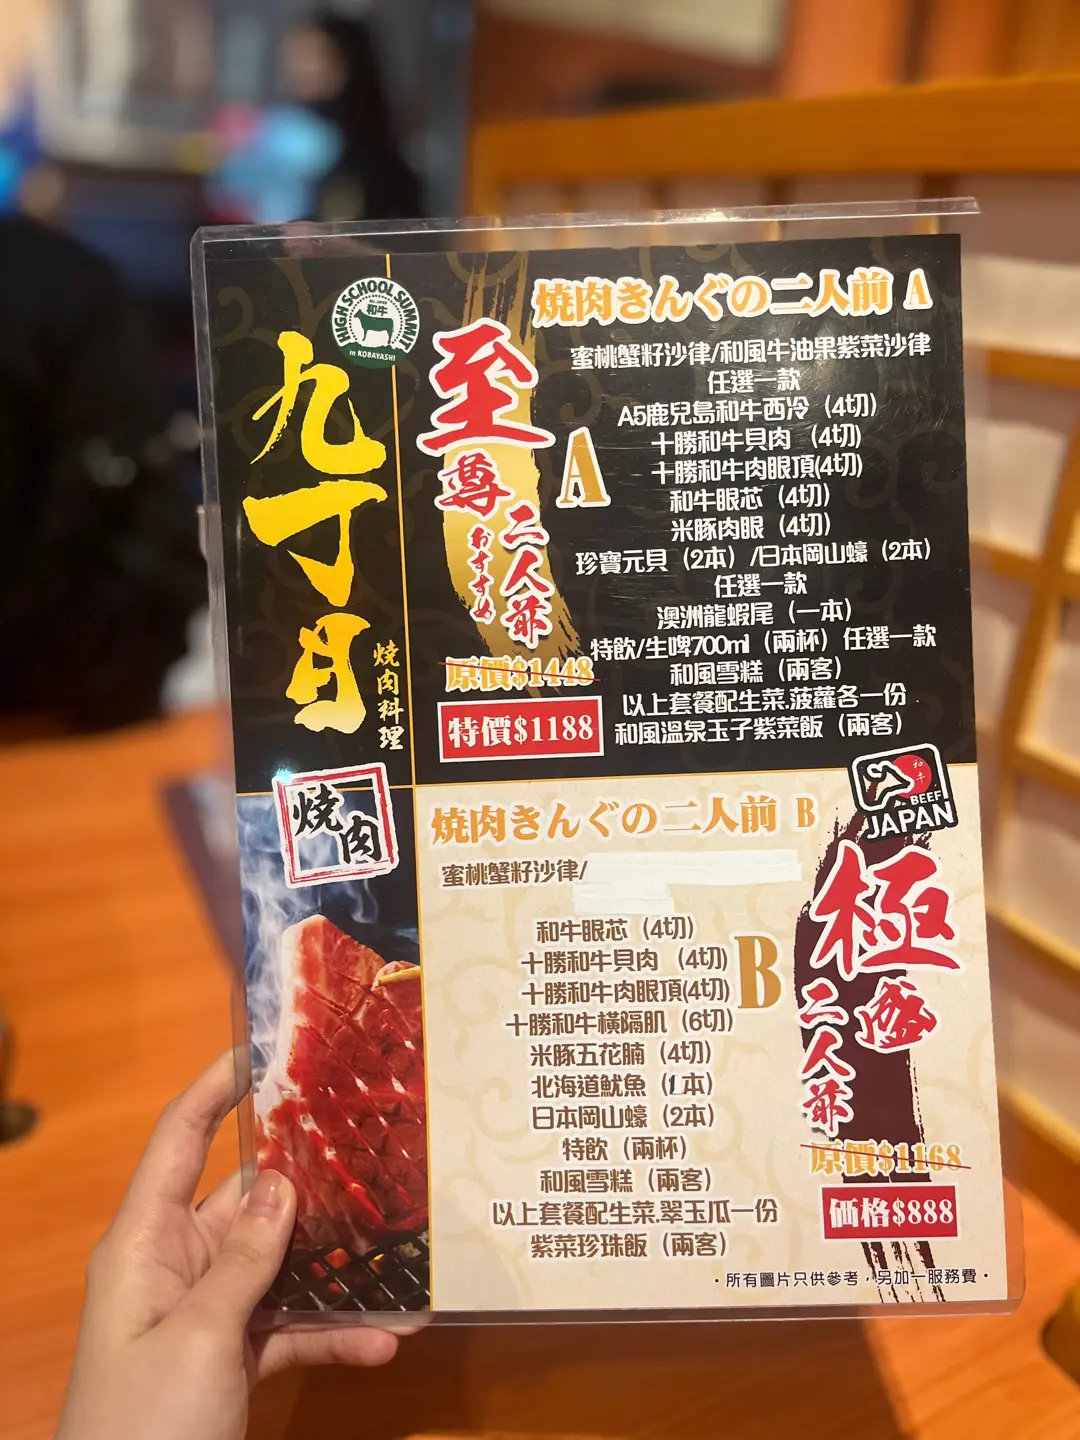 HIGH SCHOOL SUMMIT
和牛
in KOBAYASHI
九丁目
焼肉料理
焼肉きんぐの二人前 A
至尊二人前
おすすめ
A
蜜桃蟹籽沙律/和風牛油果紫菜沙律
任選一款
A5鹿兒島和牛西冷 (4切)
十勝和牛貝肉 (4切)
十勝和牛肉眼頂(4切)
和牛眼芯 (4切)
米豚肉眼 (4切)
珍寶元貝 (2本) /日本岡山蠔 (2本)
任選一款
澳洲龍蝦尾 (一本)
特飲/生啤700ml (兩杯) 任選一款
和風雪糕 (兩客)
以上套餐配生菜.菠蘿各一份
和風溫泉玉子紫菜飯 (兩客)
原價$1448
特價$1188
焼肉
焼肉きんぐの二人前 B
和牛
BEEF
JAPAN
極盛二人前
B
蜜桃蟹籽沙律/
和牛眼芯 (4切)
十勝和牛貝肉 (4切)
十勝和牛肉眼頂(4切)
十勝和牛橫隔肌 (6切)
米豚五花腩 (4切)
北海道魷魚 (1本)
日本岡山蠔 (2本)
特飲 (兩杯)
和風雪糕 (兩客)
以上套餐配生菜.翠玉瓜一份
紫菜珍珠飯 (兩客)
原價$1168
価格$888
・所有圖片只供參考，另加一服務費・